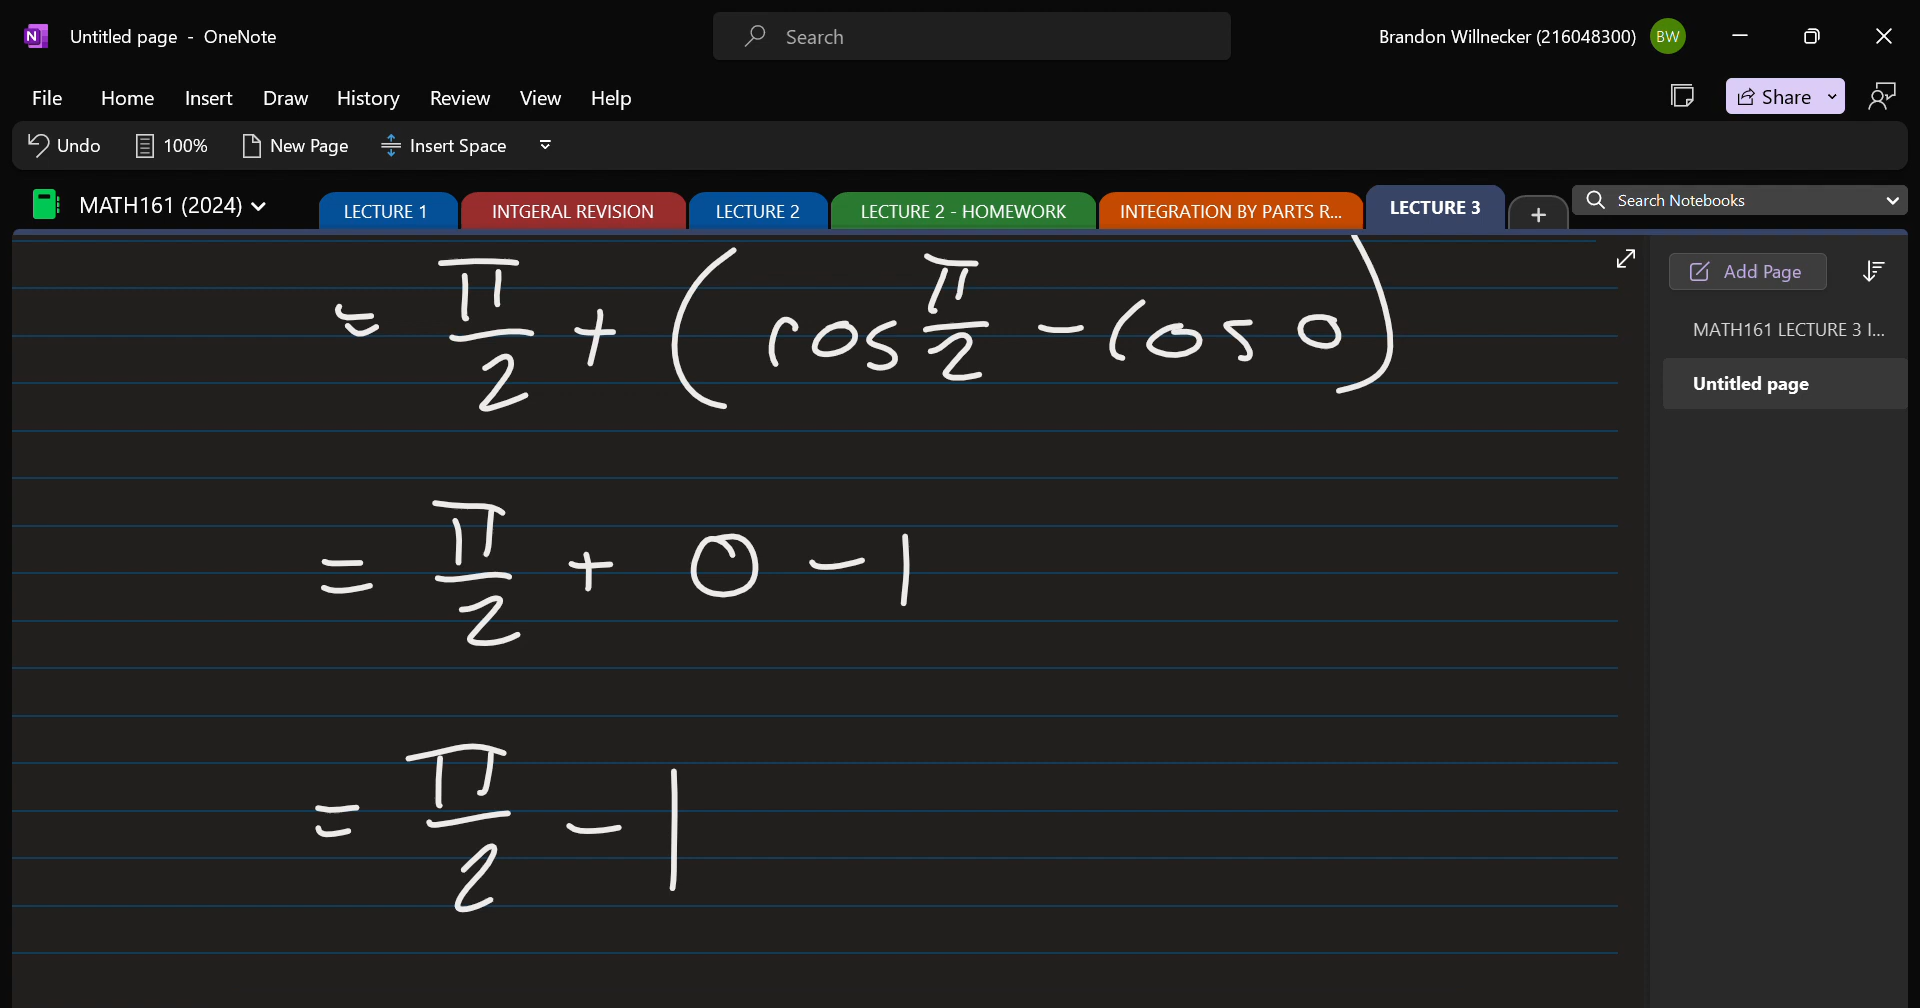 Untitled page - OneNote
Search
Brandon Willnecker (216048300) BW
File Home Insert Draw History Review View Help
Share
Undo 100% New Page Insert Space
MATH161 (2024) LECTURE 1 INTGERAL REVISION LECTURE 2 LECTURE 2 - HOMEWORK INTEGRATION BY PARTS R... LECTURE 3 +
Search Notebooks
Add Page
MATH161 LECTURE 3 I...
Untitled page
= π/2 + (cos π/2 - cos 0)
= π/2 + 0 - 1
= π/2 - 1